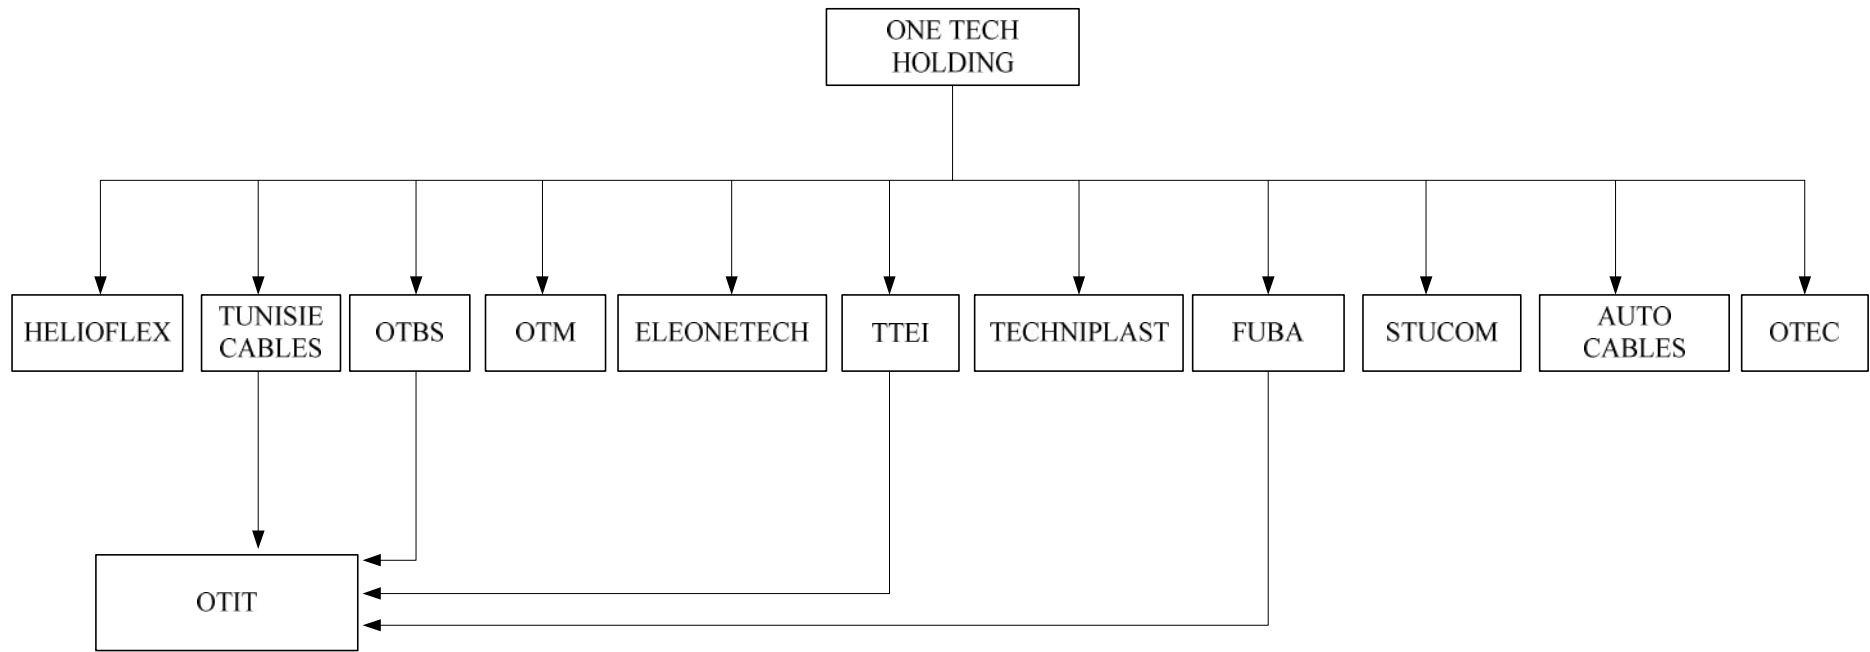 ONE TECH
HOLDING
HELIOFLEX
TUNISIE
CABLES
OTBS
OTM
ELEONETECH
TTEI
TECHNIPLAST
FUBA
STUCOM
AUTO
CABLES
OTEC
OTIT